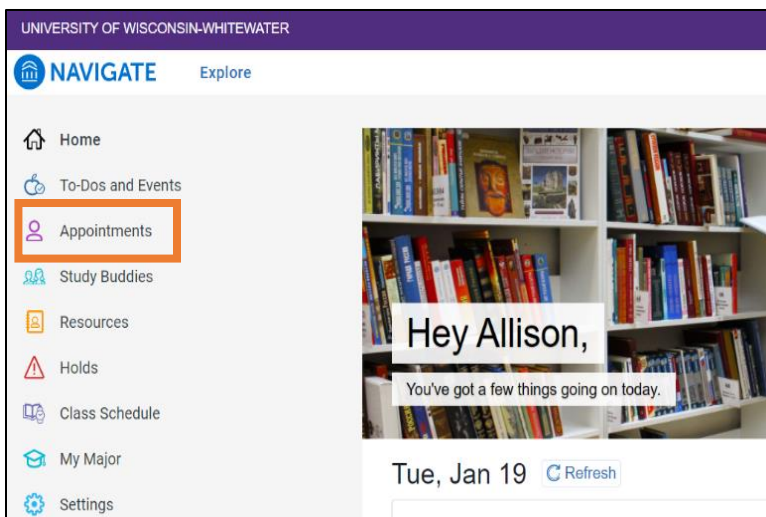 UNIVERSITY OF WISCONSIN-WHITEWATER
NAVIGATE
Explore
Home
To-Dos and Events
Appointments
Study Buddies
Resources
Holds
Class Schedule
My Major
Settings
Hey Allison,
You've got a few things going on today.
Tue, Jan 19
Refresh